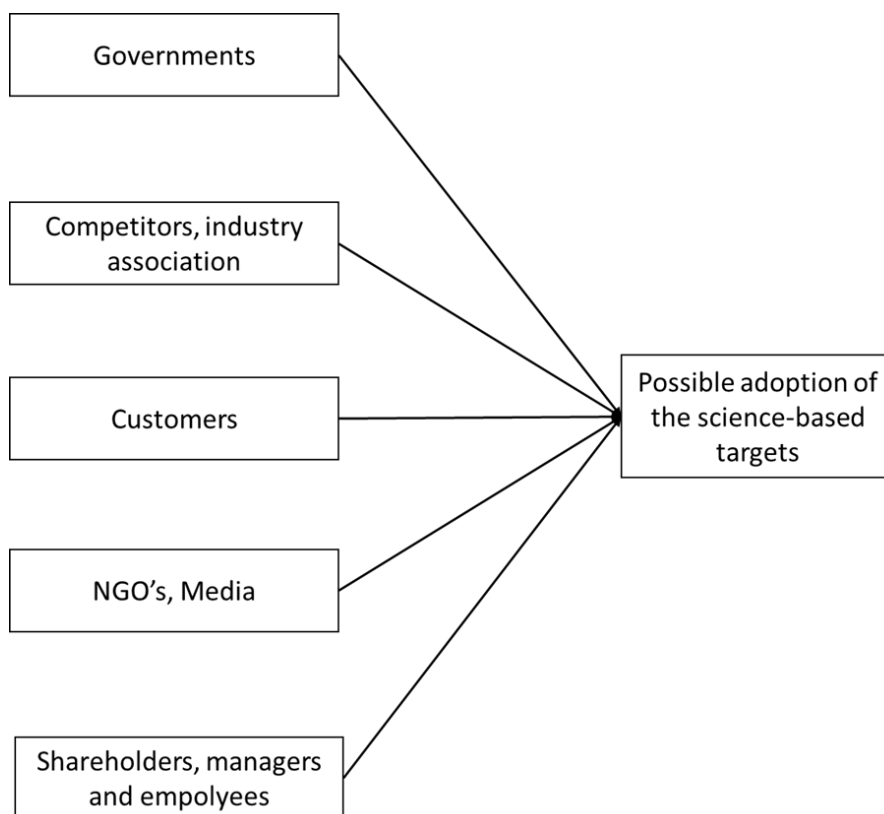 Governments
Competitors, industry
association
Customers
NGO’s, Media
Shareholders, managers
and empolyees
Possible adoption of
the science-based
targets